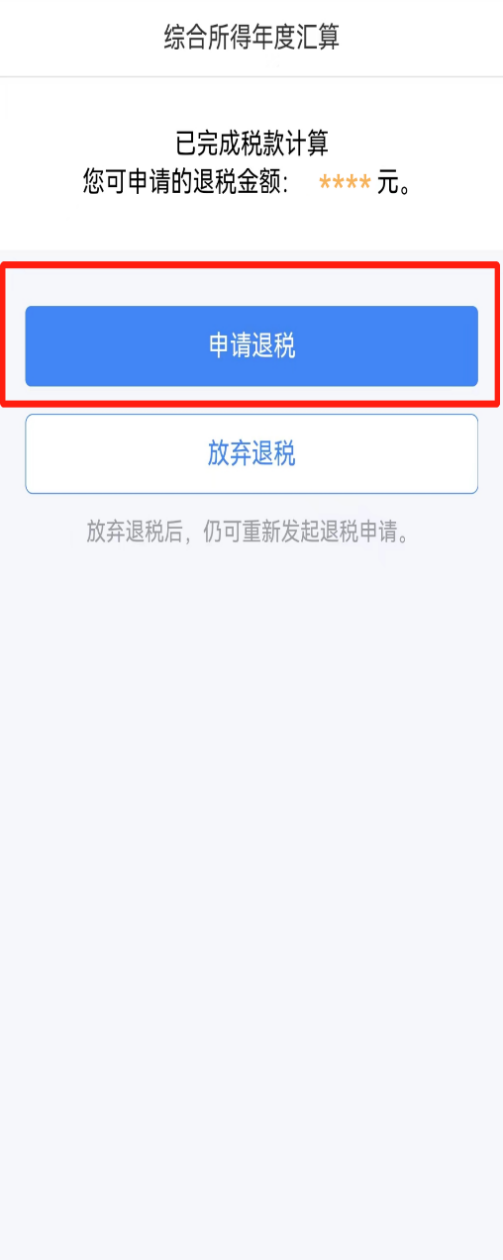 综合所得年度汇算
已完成税款计算
您可申请的退税金额： **** 元。
申请退税
放弃退税
放弃退税后，仍可重新发起退税申请。